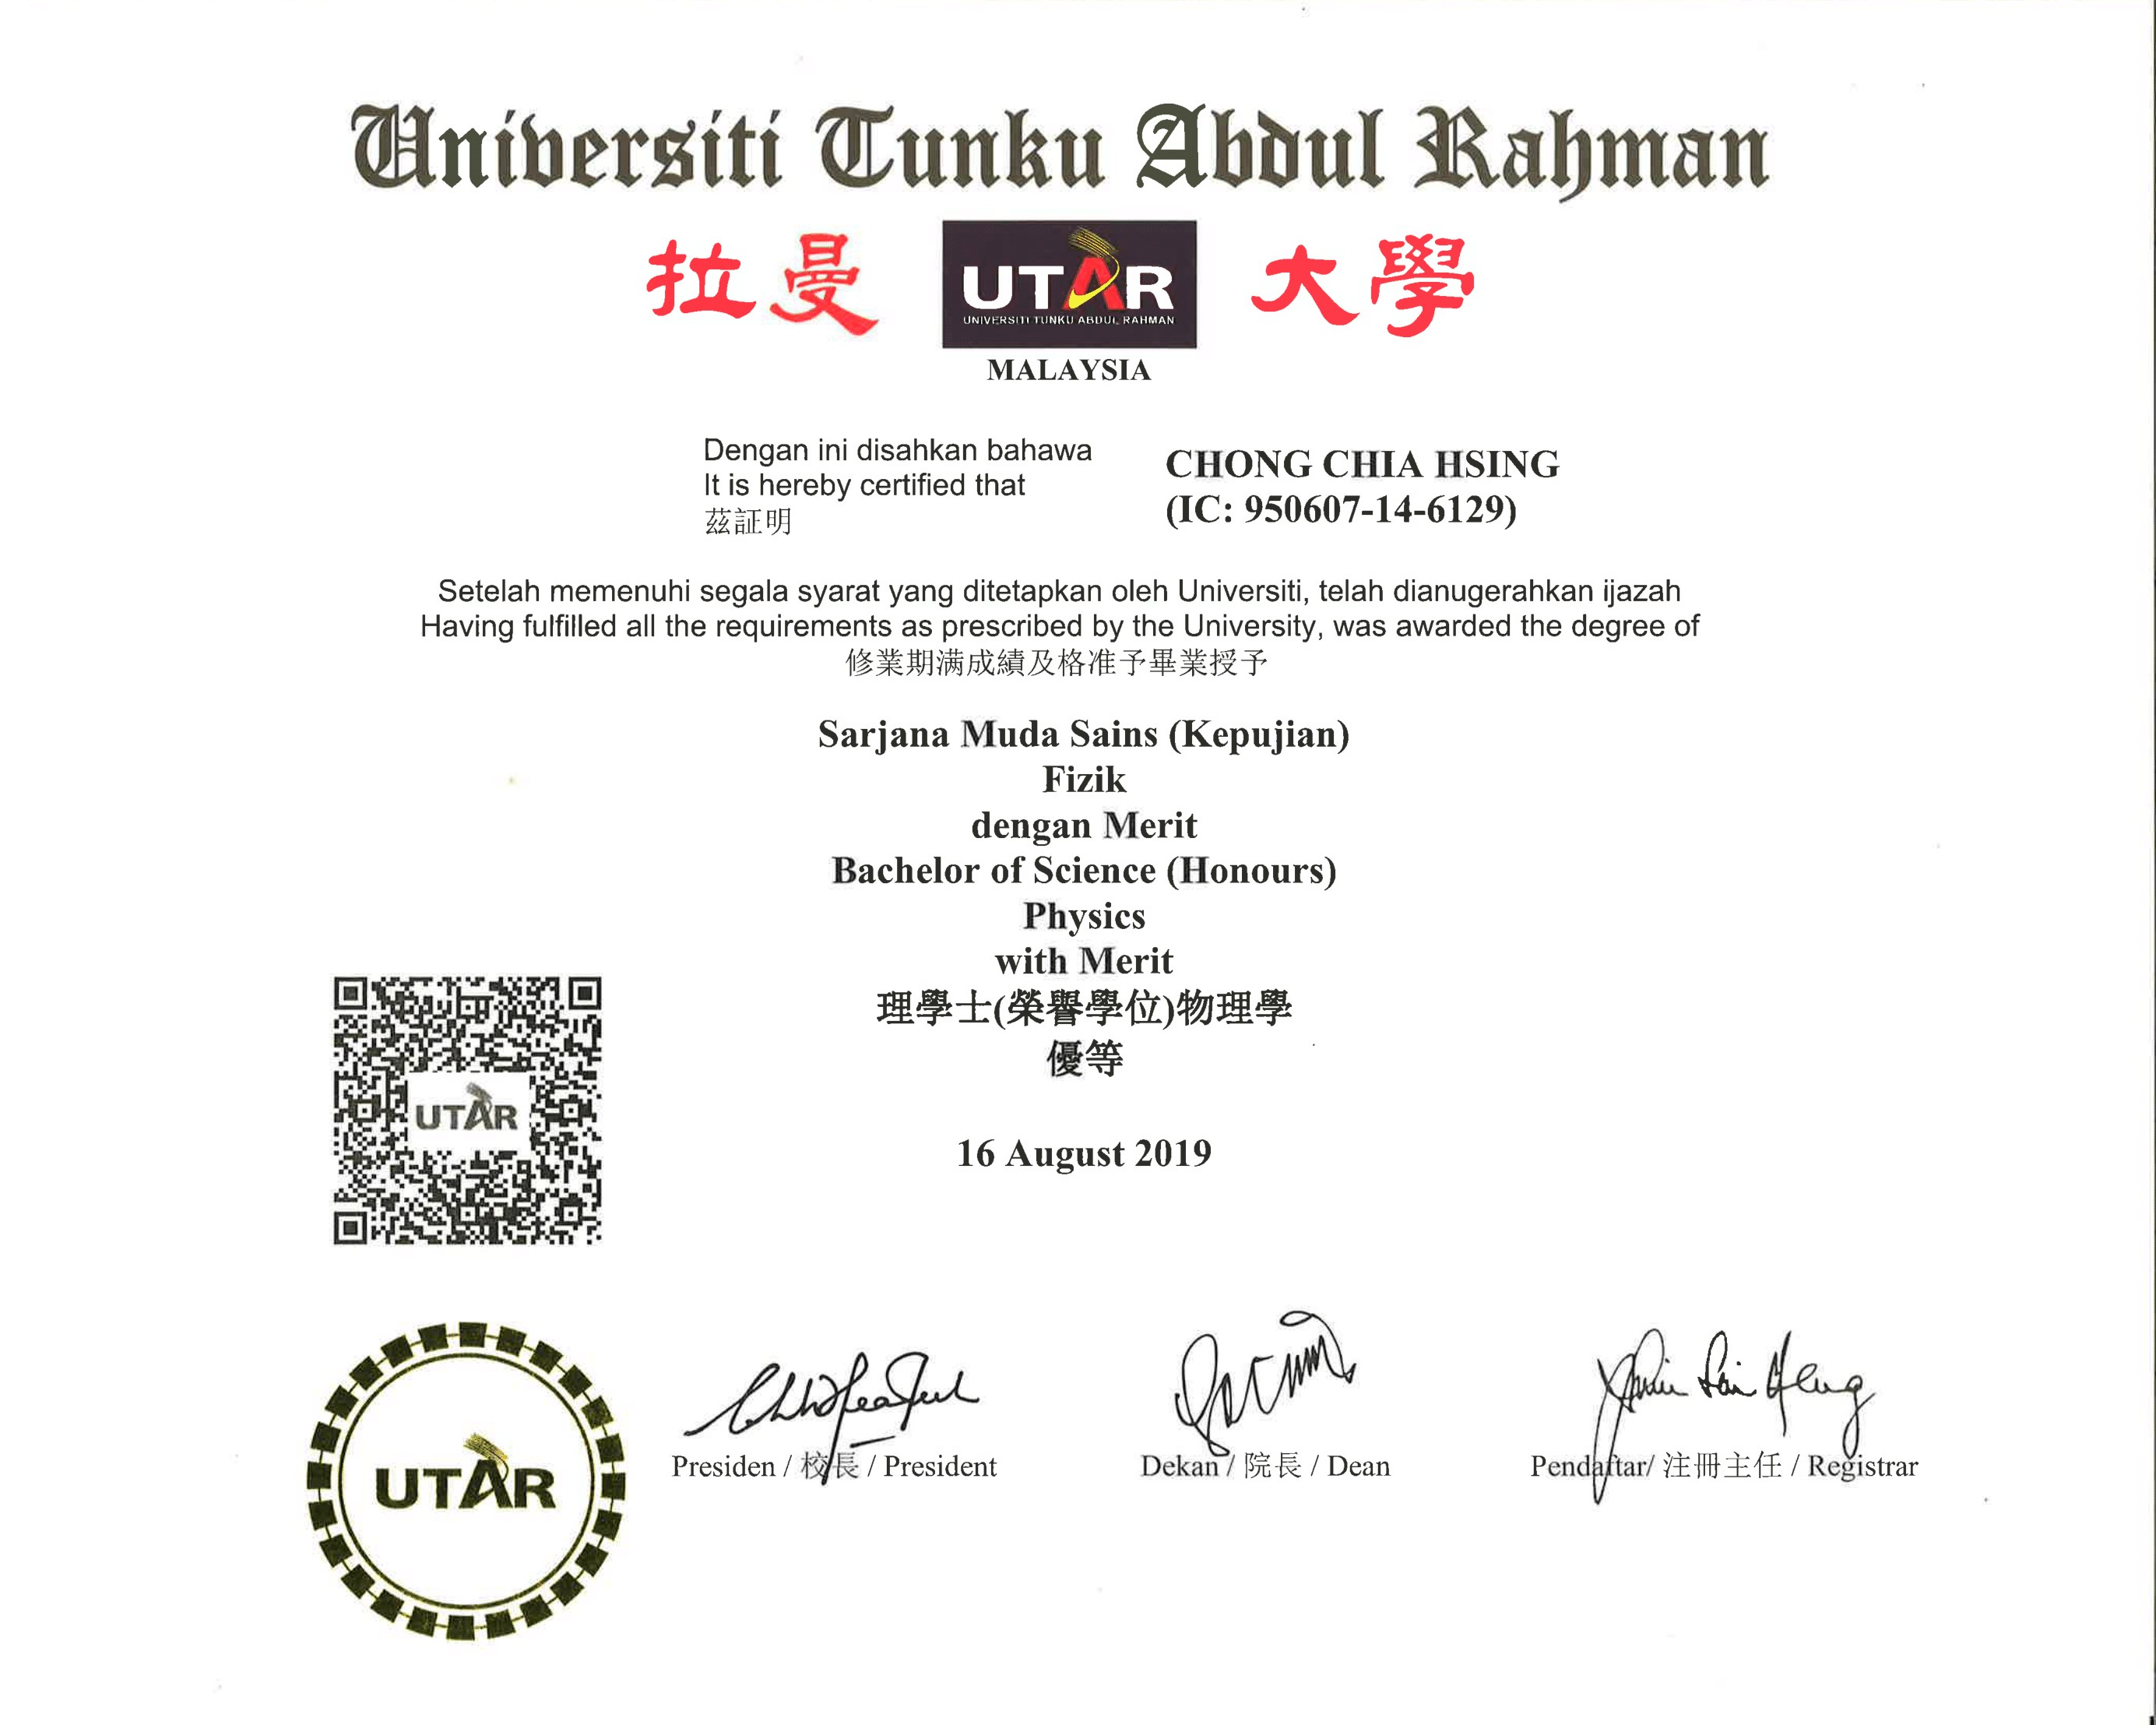 Universiti Tunku Abdul Rahman
拉曼 大學
UTAR
UNIVERSITI TUNKU ABDUL RAHMAN
MALAYSIA
Dengan ini disahkan bahawa
It is hereby certified that
茲証明
CHONG CHIA HSING
(IC: 950607-14-6129)
Setelah memenuhi segala syarat yang ditetapkan oleh Universiti, telah dianugerahkan ijazah
Having fulfilled all the requirements as prescribed by the University, was awarded the degree of
修業期满成績及格准予畢業授予
Sarjana Muda Sains (Kepujian)
Fizik
dengan Merit
Bachelor of Science (Honours)
Physics
with Merit
理學士(榮譽學位)物理學
優等
UTAR
16 August 2019
UTAR
Presiden / 校長 / President
Dekan / 院長 / Dean
Pendaftar/ 注冊主任 / Registrar